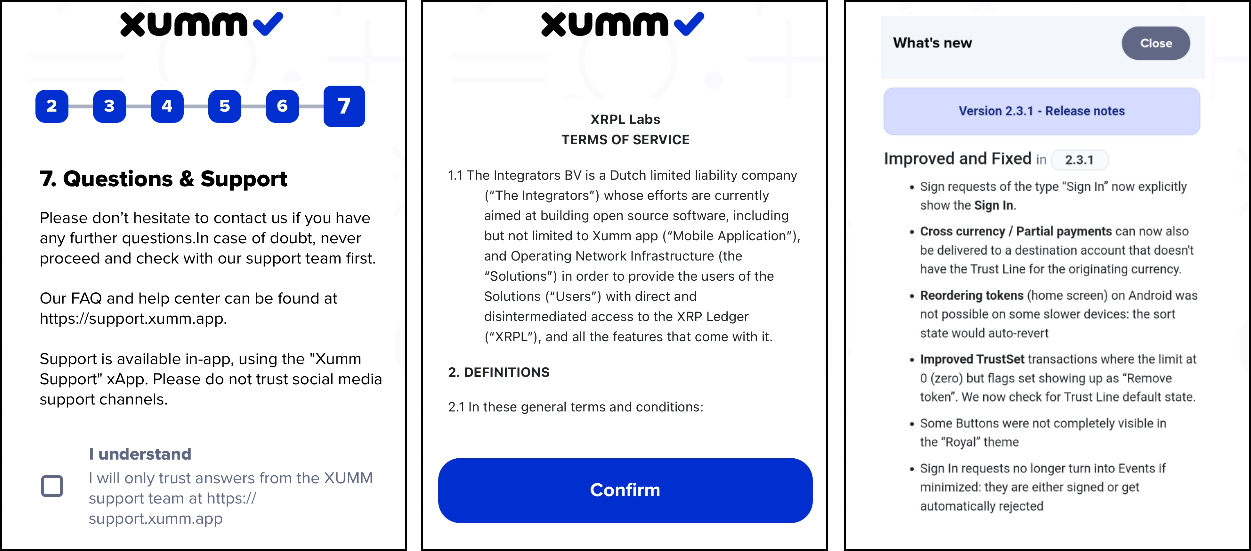 xumm
2
3
4
5
6
7
7. Questions & Support
Please don't hesitate to contact us if you have
any further questions.In case of doubt, never
proceed and check with our support team first.
Our FAQ and help center can be found at
https://support.xumm.app.
Support is available in-app, using the "Xumm
Support" xApp. Please do not trust social media
support channels.
I understand
I will only trust answers from the XUMM
support team at https://
support.xumm.app
xumm
XRPL Labs
TERMS OF SERVICE
1.1 The Integrators BV is a Dutch limited liability company
(“The Integrators”) whose efforts are currently
aimed at building open source software, including
but not limited to Xumm app (“Mobile Application”),
and Operating Network Infrastructure (the
“Solutions”) in order to provide the users of the
Solutions (“Users”) with direct and
disintermediated access to the XRP Ledger
(“XRPL”), and all the features that come with it.
2. DEFINITIONS
2.1 In these general terms and conditions:
Confirm
What's new
Close
Version 2.3.1 - Release notes
Improved and Fixed in 2.3.1
• Sign requests of the type “Sign In” now explicitly
show the Sign In.
• Cross currency / Partial payments can now also
be delivered to a destination account that doesn't
have the Trust Line for the originating currency.
• Reordering tokens (home screen) on Android was
not possible on some slower devices: the sort
state would auto-revert
• Improved TrustSet transactions where the limit at
0 (zero) but flags set showing up as “Remove
token”. We now check for Trust Line default state.
• Some Buttons were not completely visible in
the “Royal” theme
• Sign In requests no longer turn into Events if
minimized: they are either signed or get
automatically rejected